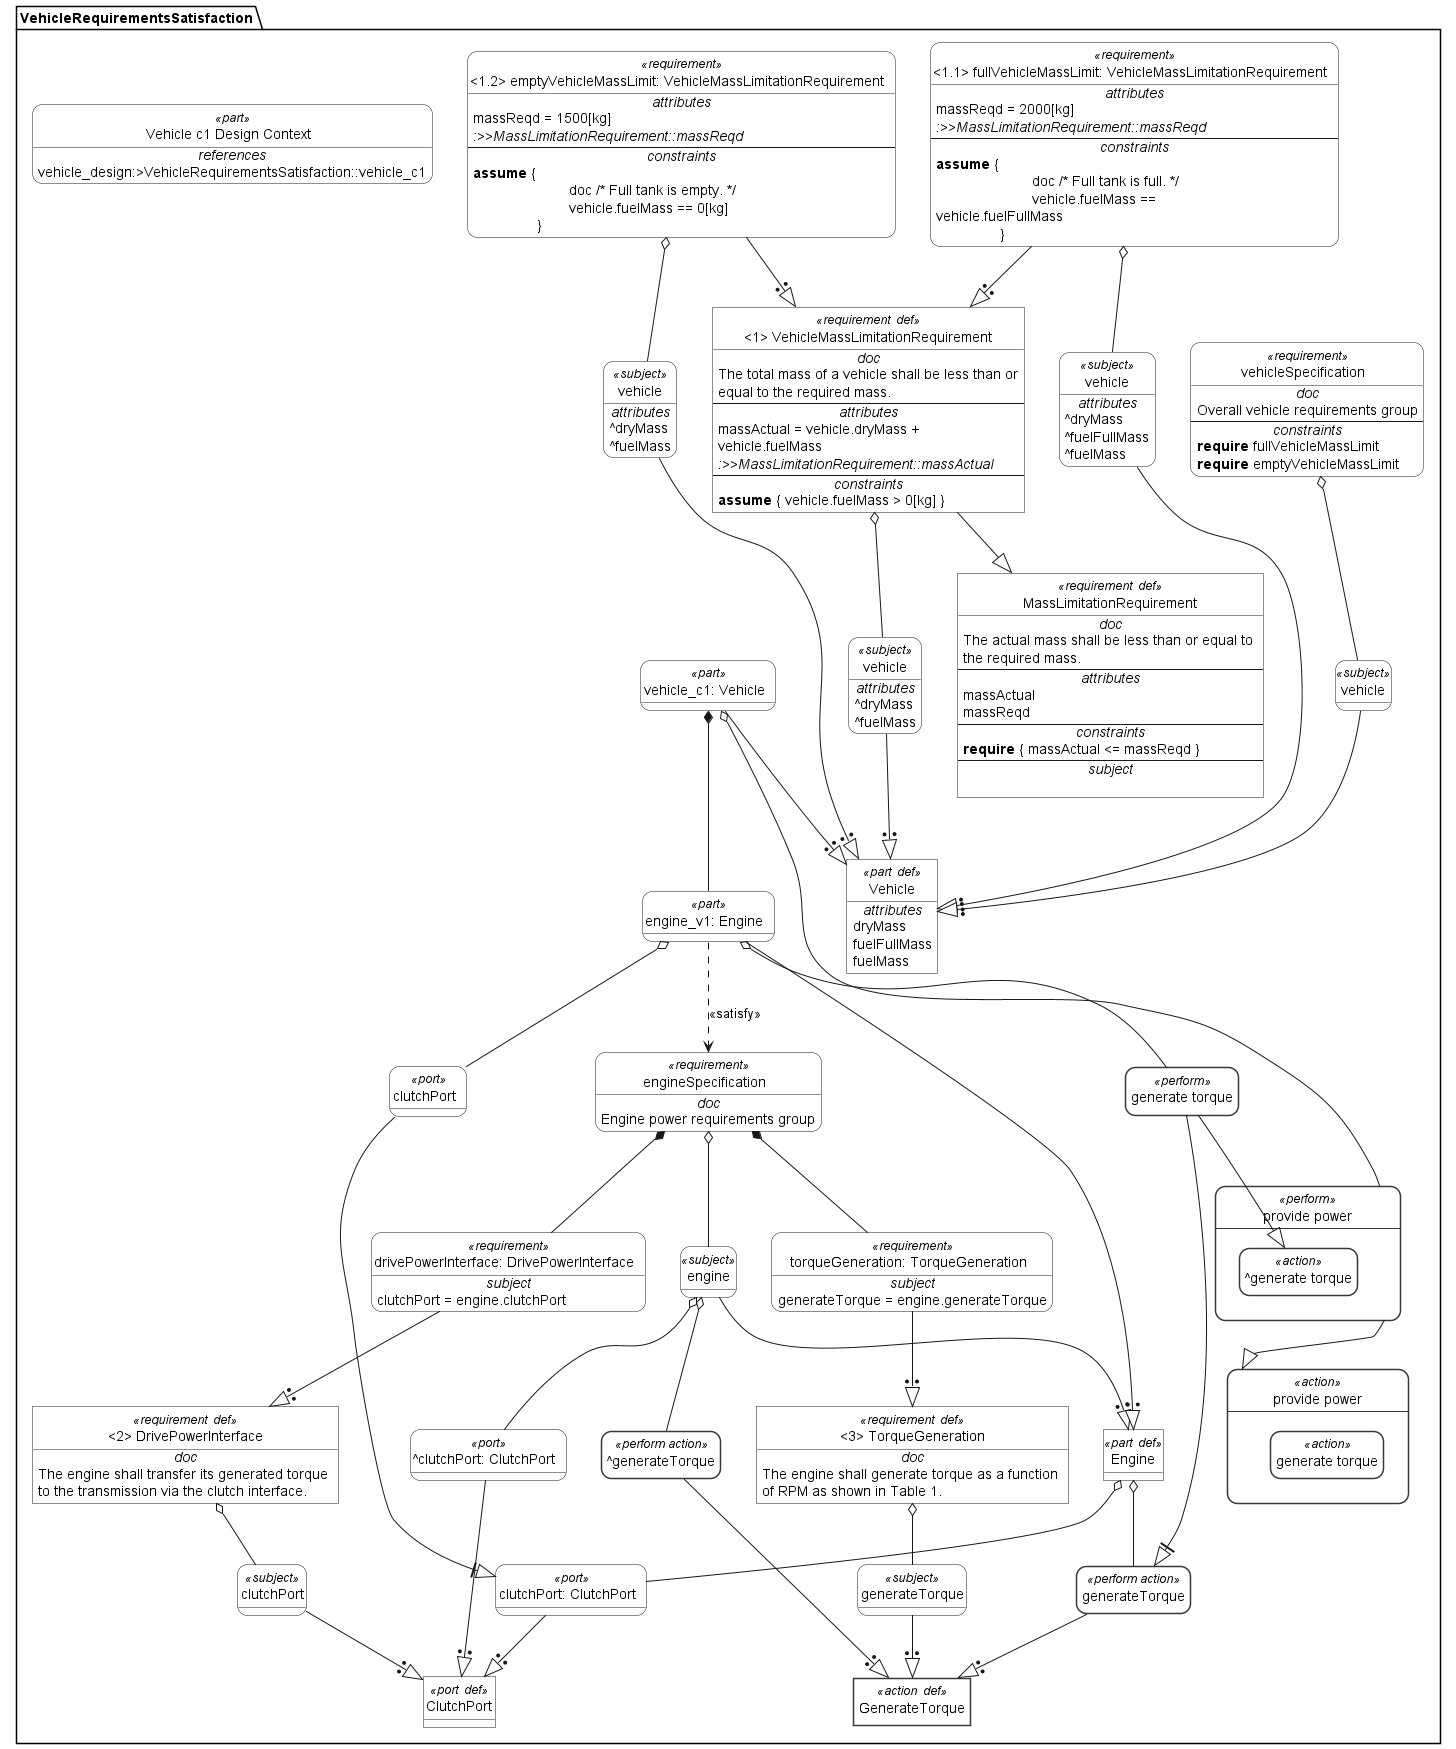 VehicleRequirementsSatisfaction
«requirement»
<1.2> emptyVehicleMassLimit: VehicleMassLimitationRequirement
attributes
massReqd = 1500[kg]
:>>MassLimitationRequirement::massReqd
constraints
assume {
doc /* Full tank is empty. */
vehicle.fuelMass == 0[kg]
}
«requirement»
<1.1> fullVehicleMassLimit: VehicleMassLimitationRequirement
attributes
massReqd = 2000[kg]
:>>MassLimitationRequirement::massReqd
constraints
assume {
doc /* Full tank is full. */
vehicle.fuelMass ==
vehicle.fuelFullMass
}
«part»
Vehicle c1 Design Context
references
vehicle_design:>VehicleRequirementsSatisfaction::vehicle_c1
«requirement def»
<1> VehicleMassLimitationRequirement
doc
The total mass of a vehicle shall be less than or
equal to the required mass.
attributes
massActual = vehicle.dryMass +
vehicle.fuelMass
:>>MassLimitationRequirement::massActual
constraints
assume { vehicle.fuelMass > 0[kg] }
«subject»
vehicle
attributes
^dryMass
^fuelMass
«subject»
vehicle
attributes
^dryMass
^fuelFullMass
^fuelMass
«requirement»
vehicleSpecification
doc
Overall vehicle requirements group
constraints
require fullVehicleMassLimit
require emptyVehicleMassLimit
«requirement def»
MassLimitationRequirement
doc
The actual mass shall be less than or equal to
the required mass.
attributes
massActual
massReqd
constraints
require { massActual <= massReqd }
subject
«subject»
vehicle
attributes
^dryMass
^fuelMass
«part»
vehicle_c1: Vehicle
«subject»
vehicle
«part def»
Vehicle
attributes
dryMass
fuelFullMass
fuelMass
«part»
engine_v1: Engine
«satisfy»
«port»
clutchPort
«requirement»
engineSpecification
doc
Engine power requirements group
«perform»
generate torque
«perform»
provide power
«action»
^generate torque
«requirement»
drivePowerInterface: DrivePowerInterface
subject
clutchPort = engine.clutchPort
«subject»
engine
«requirement»
torqueGeneration: TorqueGeneration
subject
generateTorque = engine.generateTorque
«action»
provide power
«action»
generate torque
«requirement def»
<2> DrivePowerInterface
doc
The engine shall transfer its generated torque
to the transmission via the clutch interface.
«port»
^clutchPort: ClutchPort
«perform action»
^generateTorque
«requirement def»
<3> TorqueGeneration
doc
The engine shall generate torque as a function
of RPM as shown in Table 1.
«part def»
Engine
«subject»
clutchPort
«port»
clutchPort: ClutchPort
«subject»
generateTorque
«perform action»
generateTorque
«port def»
ClutchPort
«action def»
GenerateTorque